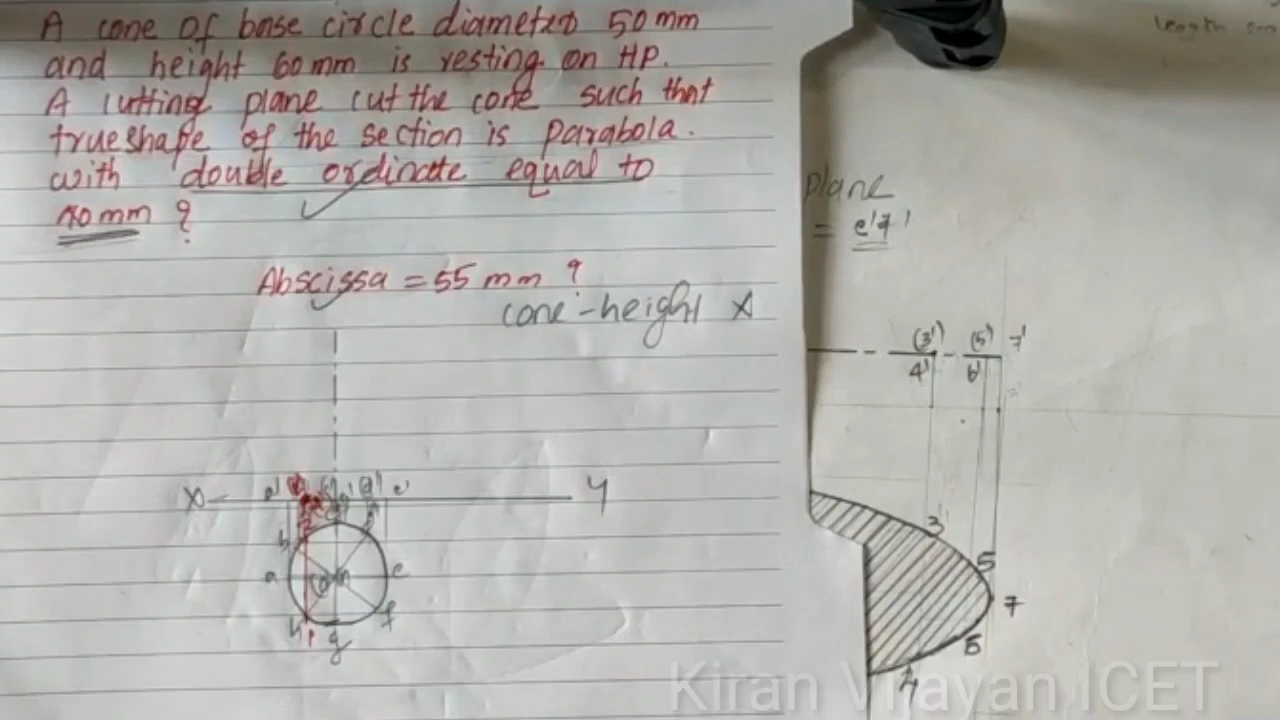 A cone of base circle diameter 50 mm
and height 60 mm is resting on HP.
A cutting plane cut the cone such that
true shape of the section is parabola.
with double ordinate equal to
40mm ?
Abscissa = 55 mm ?
cone-height x
plane
= e'7'
length
(3') (5') 7'
4' 6'
X Y
a' (d') e'
b
a e
h f
g
3'
5
7
6
4
Kiran Vijayan ICET